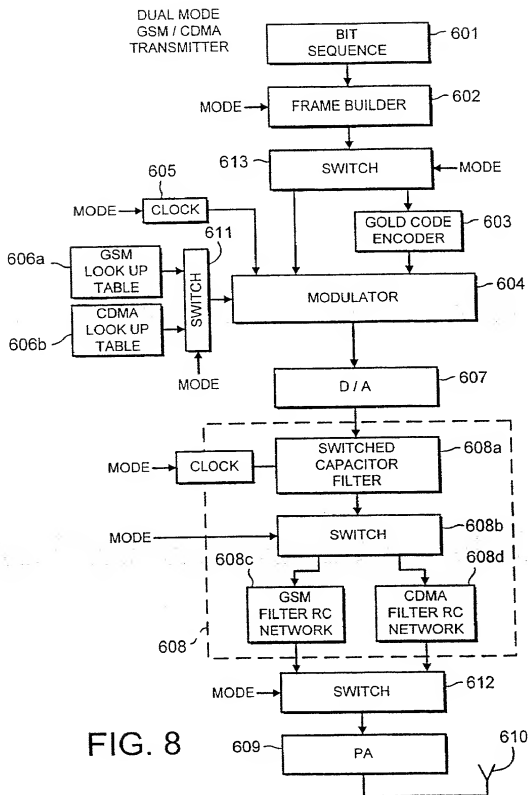 DUAL MODE
GSM / CDMA
TRANSMITTER
BIT
SEQUENCE
601
MODE
FRAME BUILDER
602
613
SWITCH
MODE
605
MODE
CLOCK
611
GOLD CODE
ENCODER
603
606a
GSM
LOOK UP
TABLE
SWITCH
MODULATOR
604
606b
CDMA
LOOK UP
TABLE
MODE
D / A
607
MODE
CLOCK
SWITCHED
CAPACITOR
FILTER
608a
MODE
SWITCH
608b
608c
608d
GSM
FILTER RC
NETWORK
CDMA
FILTER RC
NETWORK
608
MODE
SWITCH
612
FIG. 8
609
PA
610